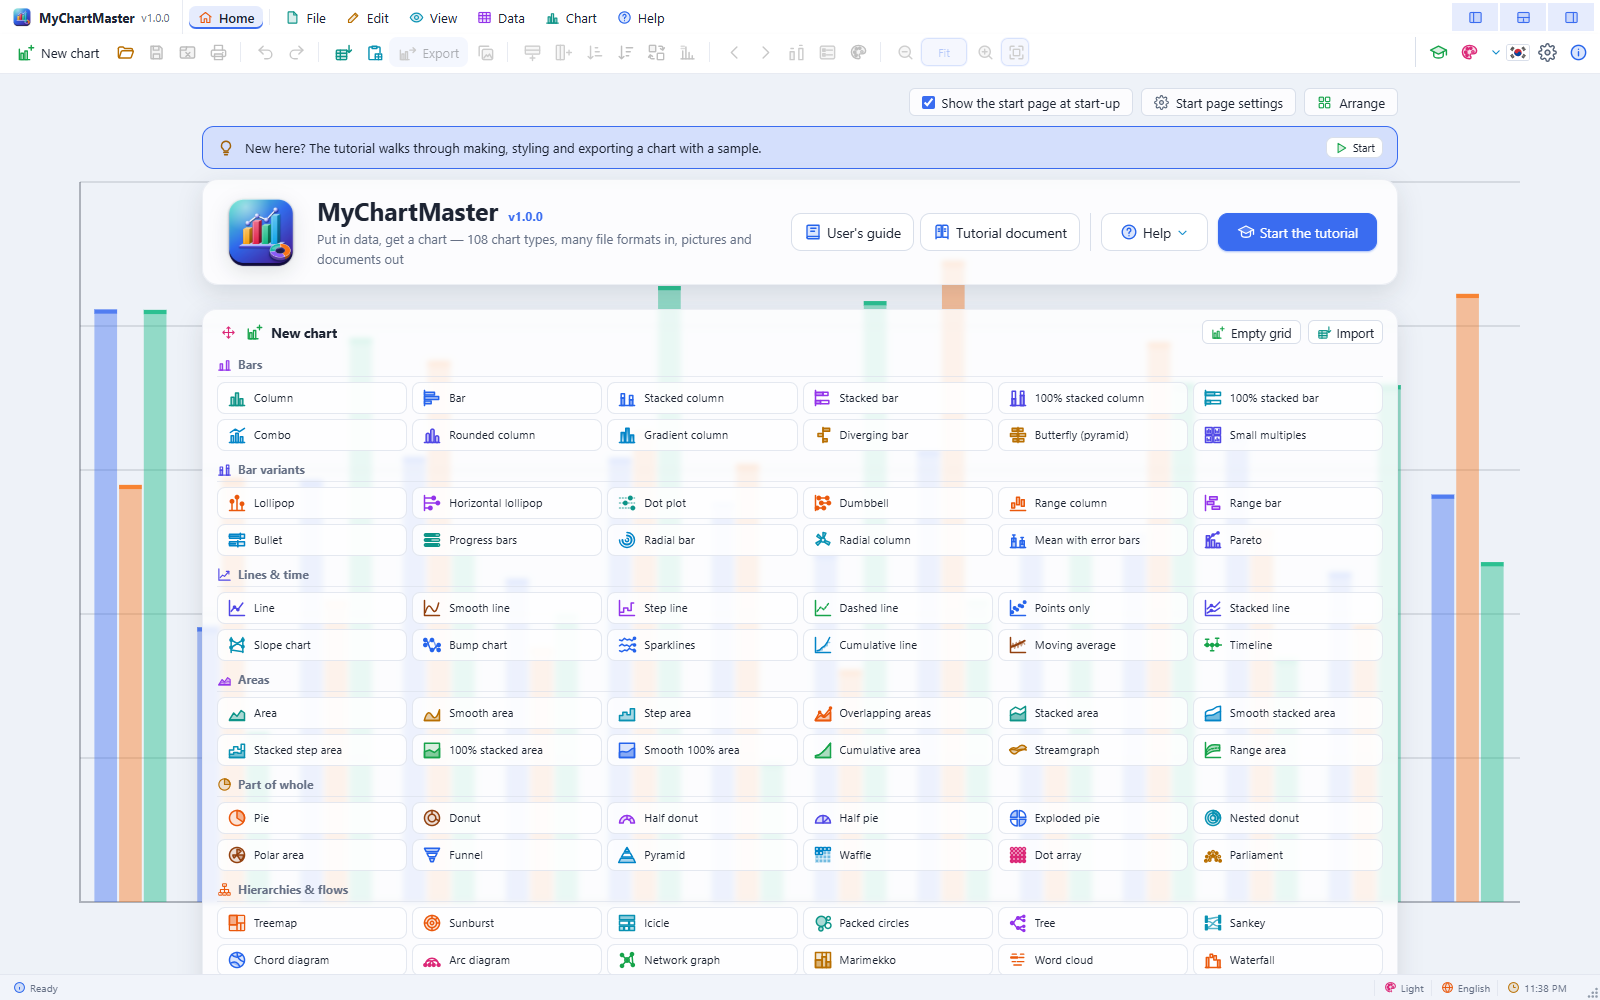 MyChartMaster v1.0.0 Home File Edit View Data Chart Help
New chart Export Fit
Show the start page at start-up Start page settings Arrange
New here? The tutorial walks through making, styling and exporting a chart with a sample. Start
MyChartMaster v1.0.0
Put in data, get a chart — 108 chart types, many file formats in, pictures and
documents out
User's guide Tutorial document Help Start the tutorial
New chart Empty grid Import
Bars
Column Bar Stacked column Stacked bar 100% stacked column 100% stacked bar
Combo Rounded column Gradient column Diverging bar Butterfly (pyramid) Small multiples
Bar variants
Lollipop Horizontal lollipop Dot plot Dumbbell Range column Range bar
Bullet Progress bars Radial bar Radial column Mean with error bars Pareto
Lines & time
Line Smooth line Step line Dashed line Points only Stacked line
Slope chart Bump chart Sparklines Cumulative line Moving average Timeline
Areas
Area Smooth area Step area Overlapping areas Stacked area Smooth stacked area
Stacked step area 100% stacked area Smooth 100% area Cumulative area Streamgraph Range area
Part of whole
Pie Donut Half donut Half pie Exploded pie Nested donut
Polar area Funnel Pyramid Waffle Dot array Parliament
Hierarchies & flows
Treemap Sunburst Icicle Packed circles Tree Sankey
Chord diagram Arc diagram Network graph Marimekko Word cloud Waterfall
Ready Light English 11:38 PM